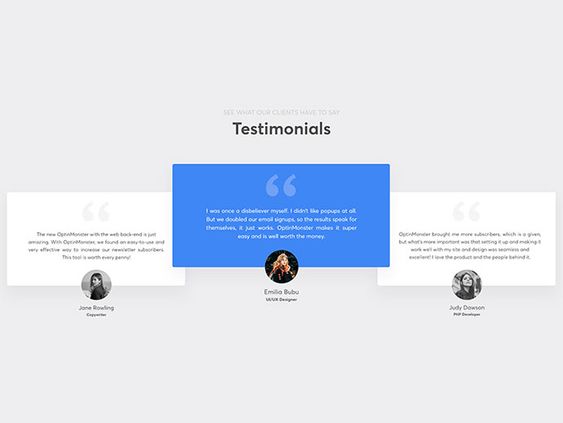 SEE WHAT OUR CLIENTS HAVE TO SAY
Testimonials
The new OptinMonster with the web back-end is just
amazing. With OptinMonster, we found an easy-to-use and
very effective way to increase our newsletter subscribers.
This tool is worth every penny!
Jane Rowling
Copywriter
I was once a disbeliever myself. I didn't like popups at all.
But we doubled our email signups, so the results speak for
themselves, it just works. OptinMonster makes it super
easy and is well worth the money.
Emilia Bubu
UI/UX Designer
OptinMonster brought me more subscribers, which is a given,
but what's more important was that setting it up and making it
work well with my site and design was seamless and
excellent! I love the product and the people behind it.
Judy Dawson
PHP Developer